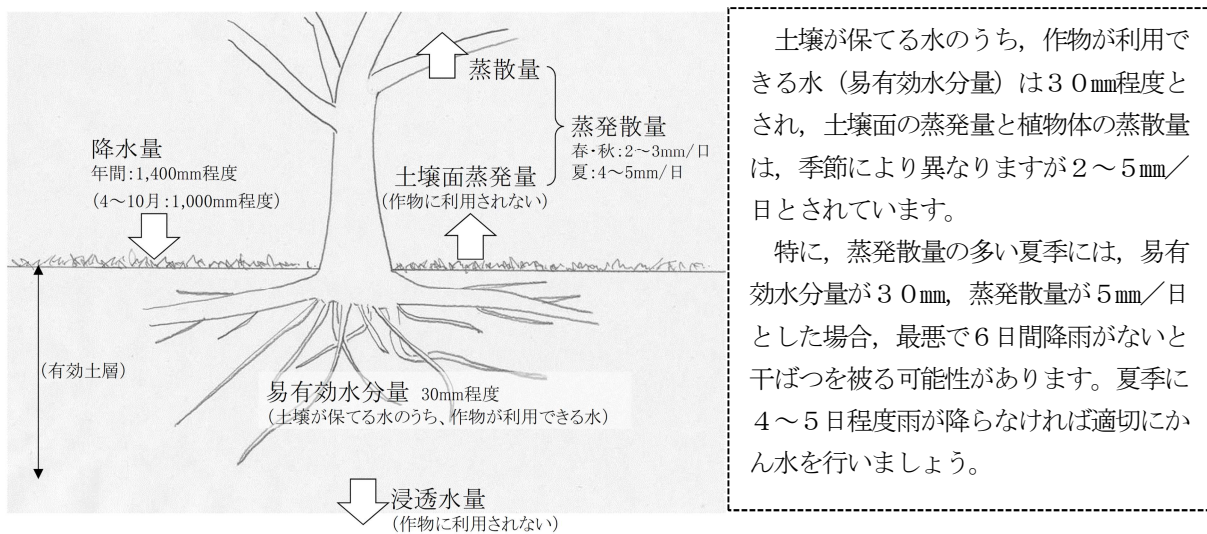 蒸散量
蒸発散量
春・秋:2～3mm/日
夏:4～5mm/日
降水量
年間:1,400mm程度
(4～10月:1,000mm程度)
土壌面蒸発量
(作物に利用されない)
(有効土層)
易有効水分量 30mm程度
(土壌が保てる水のうち、作物が利用できる水)
浸透水量
(作物に利用されない)
土壌が保てる水のうち，作物が利用で
きる水（易有効水分量）は３０㎜程度と
され，土壌面の蒸発量と植物体の蒸散量
は，季節により異なりますが２～５㎜／
日とされています。
特に，蒸発散量の多い夏季には，易有
効水分量が３０㎜，蒸発散量が５㎜／日
とした場合，最悪で６日間降雨がないと
干ばつを被る可能性があります。夏季に
４～５日程度雨が降らなければ適切にか
ん水を行いましょう。